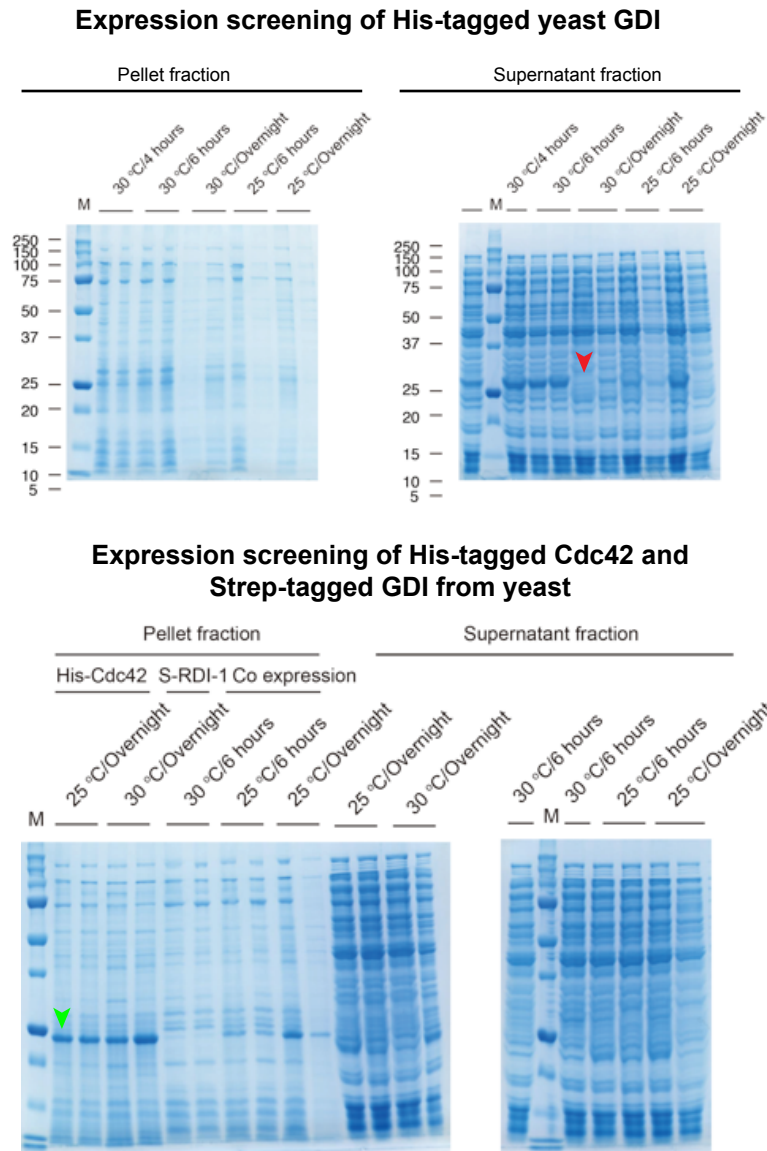 Expression screening of His-tagged yeast GDI
Pellet fraction
Supernatant fraction
M
30 °C/4 hours
30 °C/6 hours
30 °C/Overnight
25 °C/6 hours
25 °C/Overnight
250
150
100
75
50
37
25
20
15
10
5
M
30 °C/4 hours
30 °C/6 hours
30 °C/Overnight
25 °C/6 hours
25 °C/Overnight
250
150
100
75
50
37
25
20
15
10
5
Expression screening of His-tagged Cdc42 and
Strep-tagged GDI from yeast
Pellet fraction
Supernatant fraction
His-Cdc42 S-RDI-1 Co expression
M
25 °C/Overnight
30 °C/Overnight
30 °C/6 hours
25 °C/6 hours
25 °C/Overnight
25 °C/Overnight
30 °C/Overnight
30 °C/6 hours
M
30 °C/6 hours
25 °C/6 hours
25 °C/Overnight